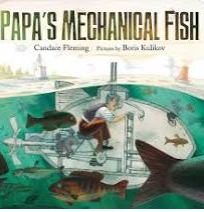 PAPA'S MECHANICAL FISH
Candace Fleming Pictures by Boris Kulikov